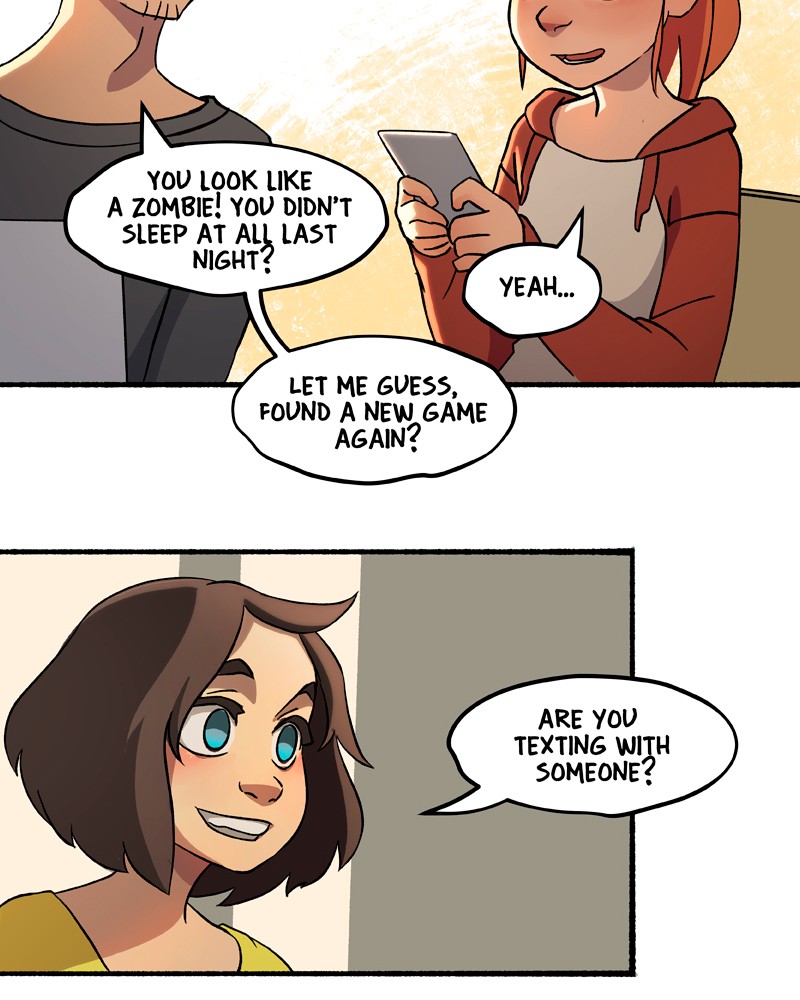 YOU LOOK LIKE
A ZOMBIE! YOU DIDN'T
SLEEP AT ALL LAST
NIGHT?
YEAH...
LET ME GUESS,
FOUND A NEW GAME
AGAIN?
ARE YOU
TEXTING WITH
SOMEONE?